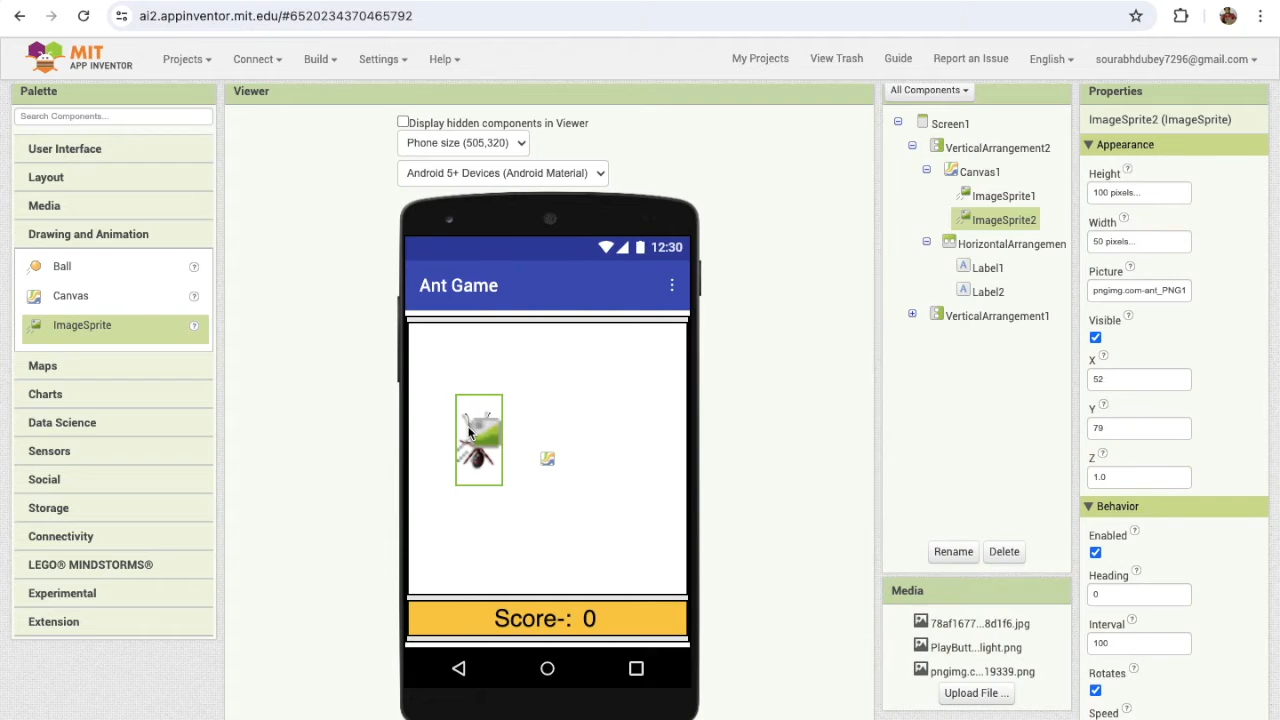 ai2.appinventor.mit.edu/#6520234370465792
MIT
APP INVENTOR
Projects
Connect
Build
Settings
Help
My Projects
View Trash
Guide
Report an Issue
English
sourabhdubey7296@gmail.com
Palette
Search Components...
User Interface
Layout
Media
Drawing and Animation
Ball
?
Canvas
?
ImageSprite
?
Maps
Charts
Data Science
Sensors
Social
Storage
Connectivity
LEGO® MINDSTORMS®
Experimental
Extension
Viewer
Display hidden components in Viewer
Phone size (505,320)
Android 5+ Devices (Android Material)
12:30
Ant Game
Score-: 0
All Components
Screen1
VerticalArrangement2
Canvas1
ImageSprite1
ImageSprite2
HorizontalArrangemen
A Label1
A Label2
VerticalArrangement1
Rename
Delete
Media
78af1677...8d1f6.jpg
PlayButt...light.png
pngimg.c...19339.png
Upload File ...
Properties
ImageSprite2 (ImageSprite)
Appearance
Height ?
100 pixels...
Width ?
50 pixels...
Picture ?
pngimg.com-ant_PNG1
Visible ?
X ?
52
Y ?
79
Z ?
1.0
Behavior
Enabled ?
Heading ?
0
Interval ?
100
Rotates ?
Speed ?